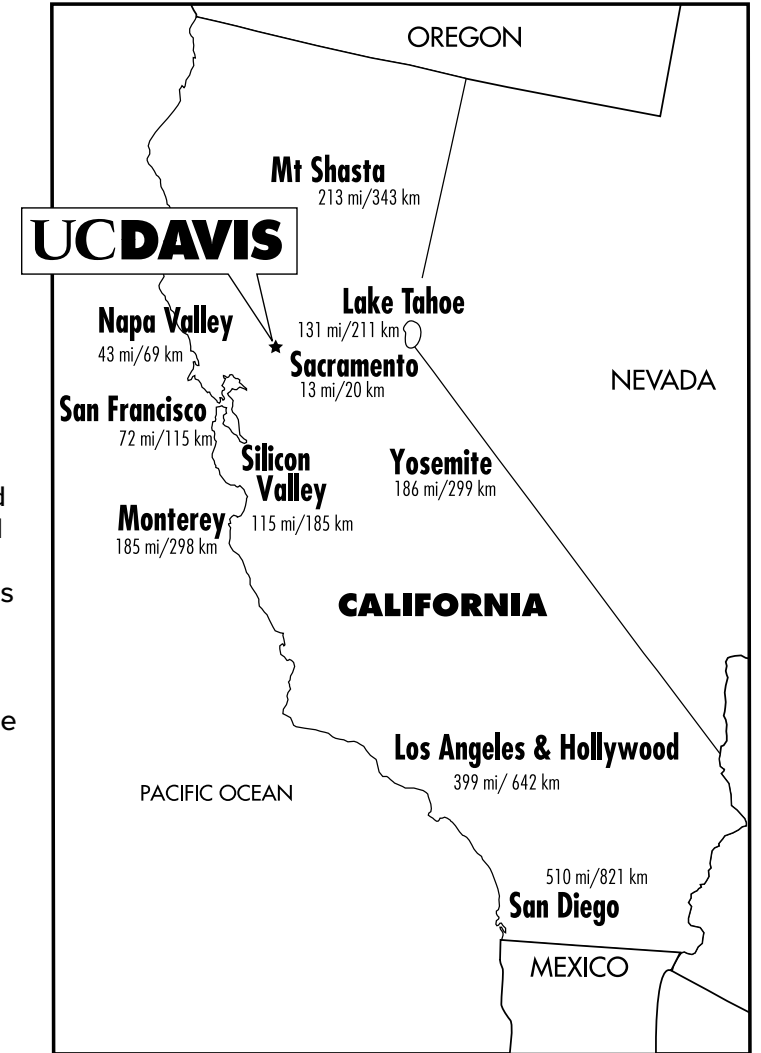 OREGON
Mt Shasta
213 mi/343 km
UCDAVIS
Lake Tahoe
131 mi/211 km
Napa Valley
43 mi/69 km
Sacramento
13 mi/20 km
NEVADA
San Francisco
72 mi/115 km
Silicon
Valley
115 mi/185 km
Yosemite
186 mi/299 km
Monterey
185 mi/298 km
CALIFORNIA
Los Angeles & Hollywood
399 mi/ 642 km
PACIFIC OCEAN
510 mi/821 km
San Diego
MEXICO